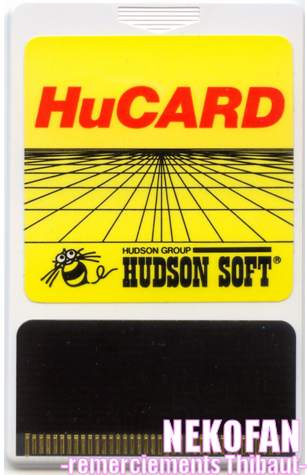 HuCARD
HUDSON GROUP
HUDSON SOFT®
NEKOFAN
-remerciements Thibaut-